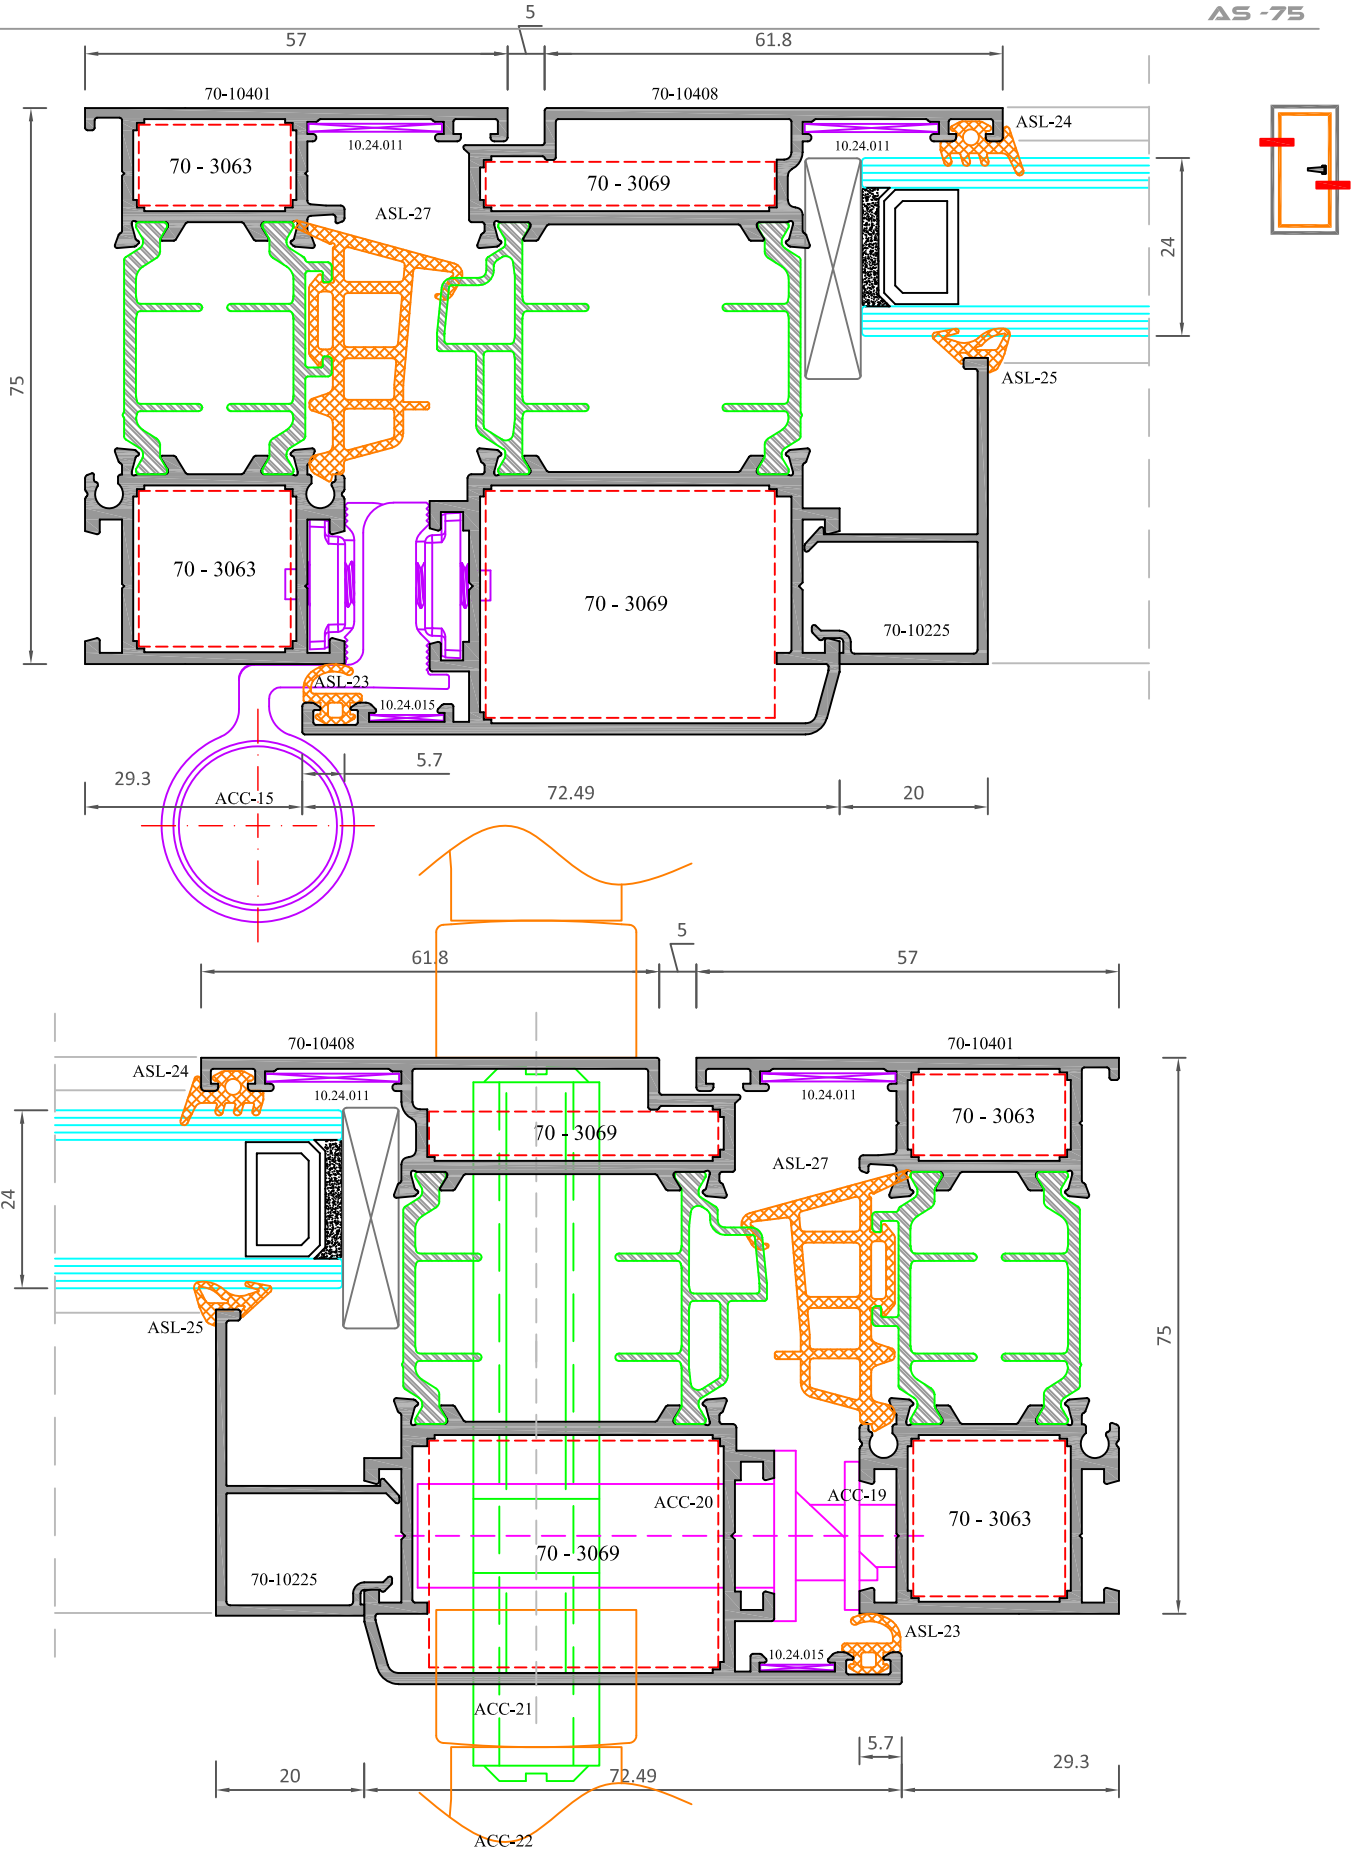 AS -75
5
57
61.8
70-10401
70-10408
ASL-24
10.24.011
10.24.011
70 - 3063
70 - 3069
ASL-27
24
75
ASL-25
70 - 3063
70 - 3069
70-10225
ASL-23
10.24.015
5.7
29.3
72.49
20
ACC-15
5
61.8
57
70-10408
70-10401
ASL-24
10.24.011
10.24.011
70 - 3069
70 - 3063
ASL-27
24
ASL-25
75
ACC-20
ACC-19
70 - 3063
70 - 3069
70-10225
ASL-23
10.24.015
ACC-21
5.7
20
72.49
29.3
ACC-22